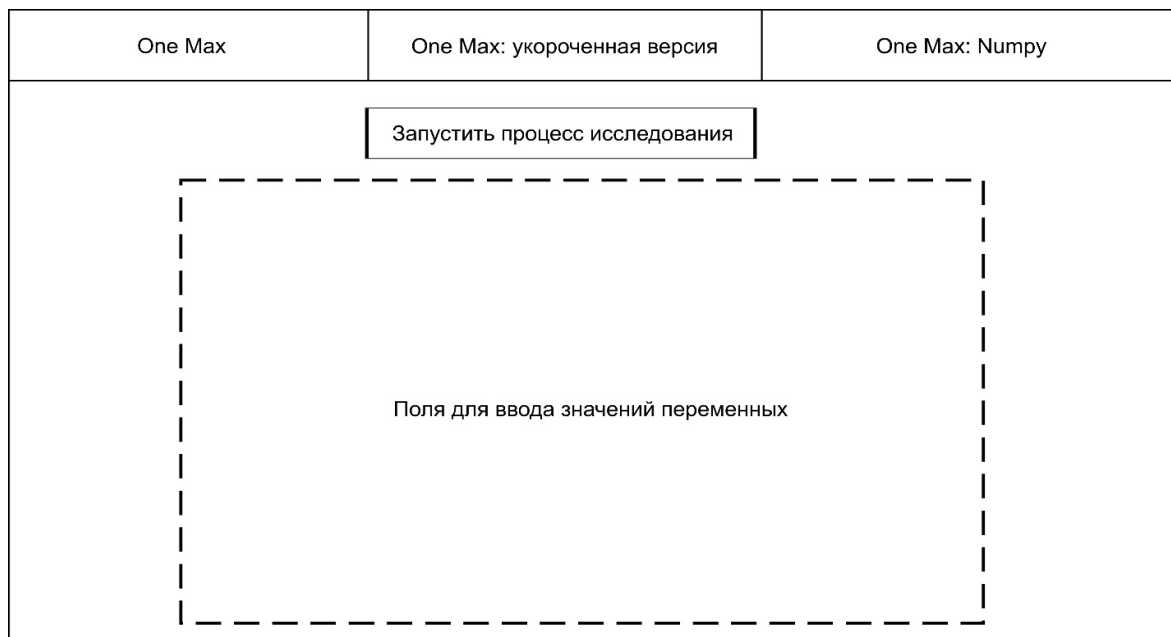 One Max
One Max: укороченная версия
One Max: Numpy
Запустить процесс исследования
Поля для ввода значений переменных